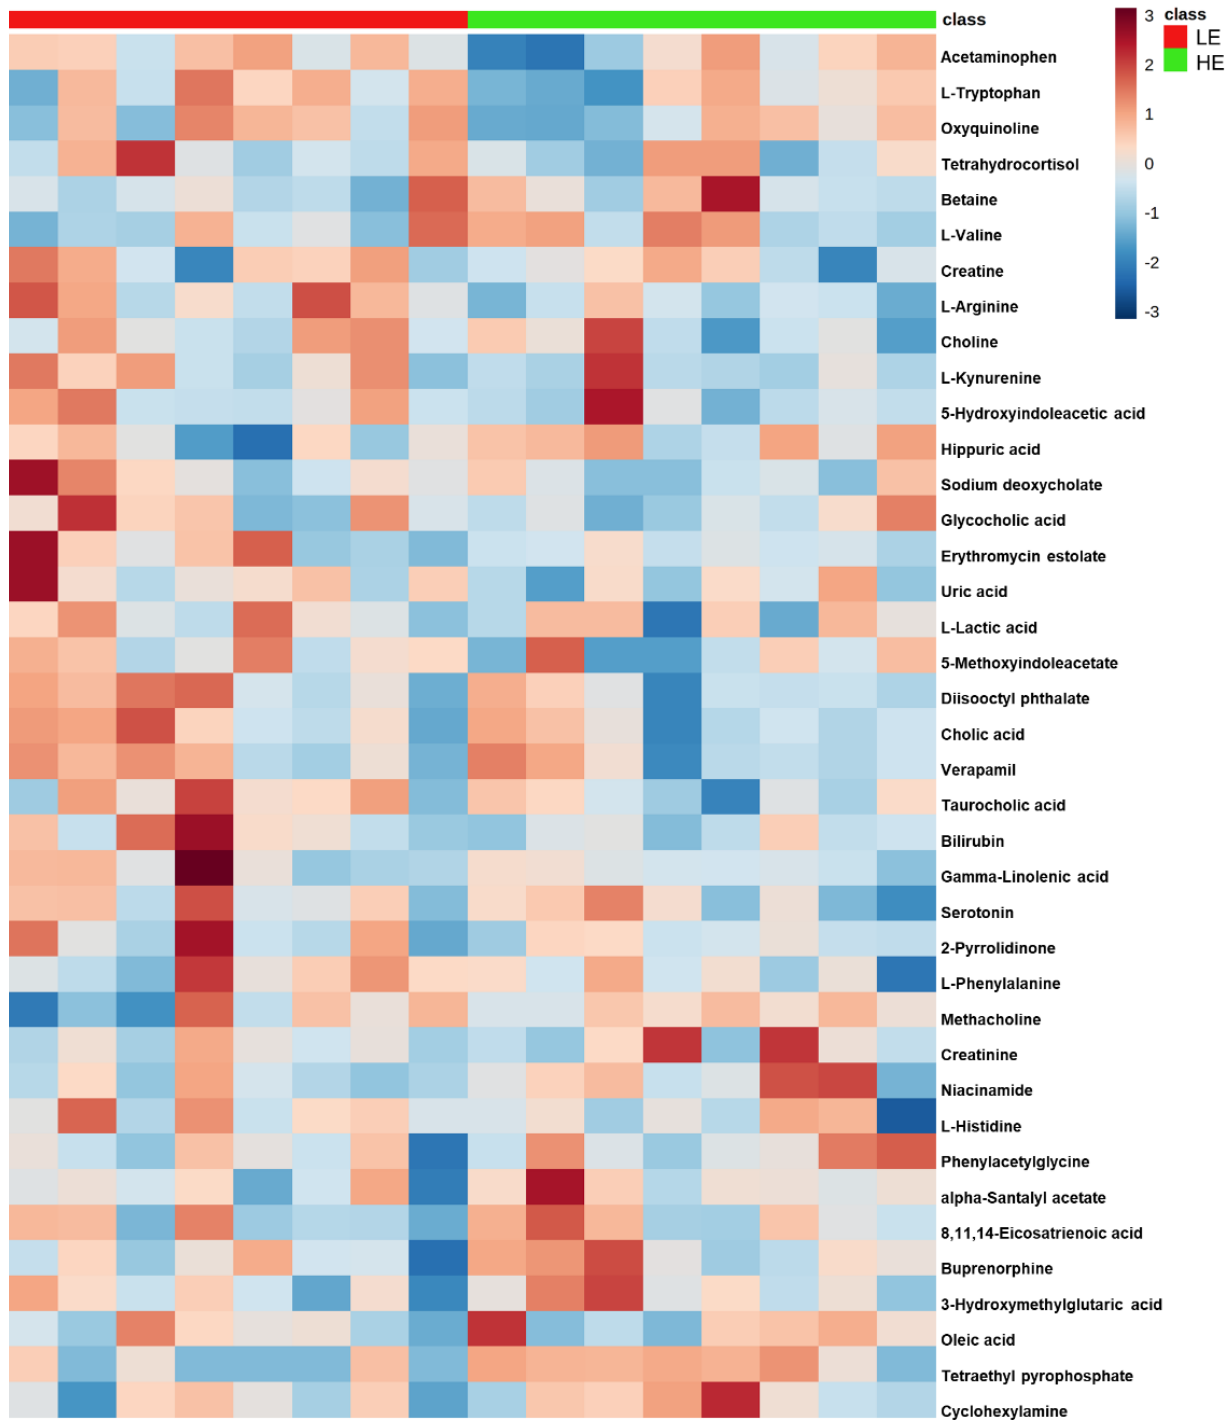 class
3
2
1
0
-1
-2
-3
class
LE
HE
Acetaminophen
L-Tryptophan
Oxyquinoline
Tetrahydrocortisol
Betaine
L-Valine
Creatine
L-Arginine
Choline
L-Kynurenine
5-Hydroxyindoleacetic acid
Hippuric acid
Sodium deoxycholate
Glycocholic acid
Erythromycin estolate
Uric acid
L-Lactic acid
5-Methoxyindoleacetate
Diisooctyl phthalate
Cholic acid
Verapamil
Taurocholic acid
Bilirubin
Gamma-Linolenic acid
Serotonin
2-Pyrrolidinone
L-Phenylalanine
Methacholine
Creatinine
Niacinamide
L-Histidine
Phenylacetylglycine
alpha-Santalyl acetate
8,11,14-Eicosatrienoic acid
Buprenorphine
3-Hydroxymethylglutaric acid
Oleic acid
Tetraethyl pyrophosphate
Cyclohexylamine